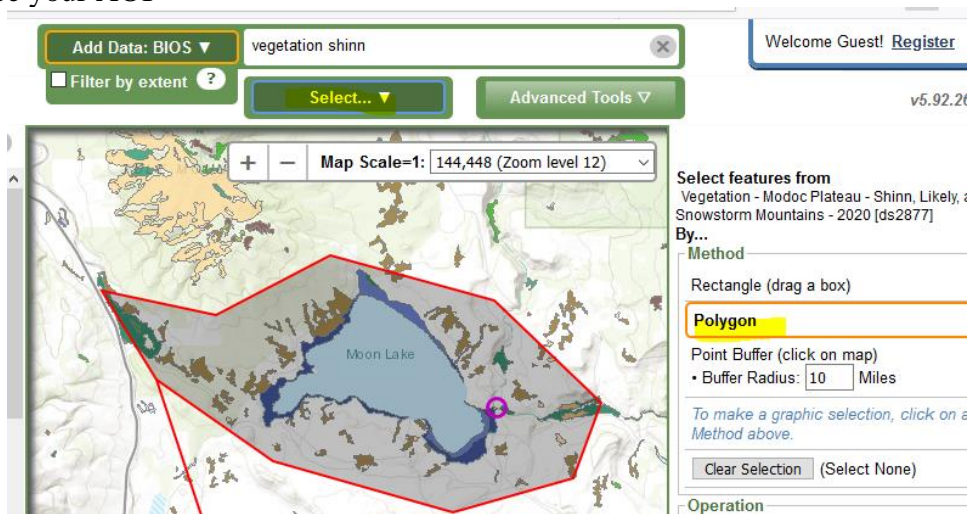 Add Data: BIOS ▼
vegetation shinn
Welcome Guest! Register
Filter by extent ?
Select... ▼
Advanced Tools ▽
+ − Map Scale=1: 144,448 (Zoom level 12)
Select features from
Vegetation - Modoc Plateau - Shinn, Likely,
Snowstorm Mountains - 2020 [ds2877]
By...
Method
Rectangle (drag a box)
Polygon
Point Buffer (click on map)
• Buffer Radius: 10 Miles
To make a graphic selection, click on a
Method above.
Clear Selection (Select None)
Operation
Moon Lake